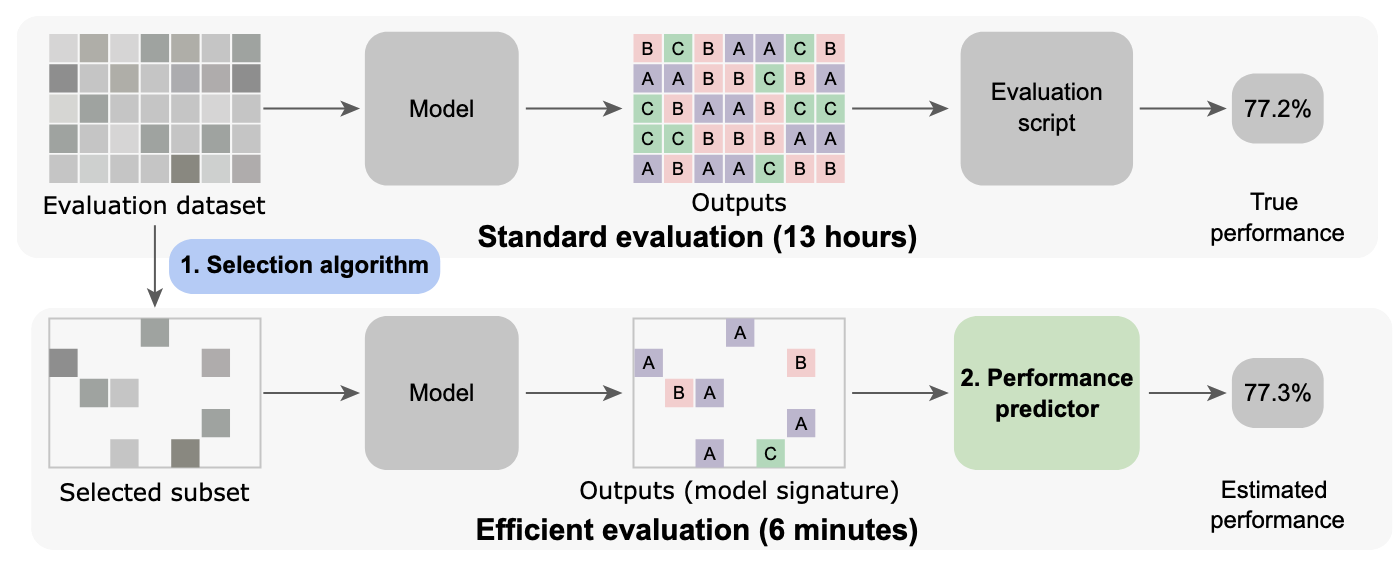 B C B A A C B
A A B B C B A
C B A A B C C
C C B B B A A
A B A A C B B
Model
Evaluation
script
77.2%
Evaluation dataset
Outputs
True
performance
Standard evaluation (13 hours)
1. Selection algorithm
A
A B
B A
A
A C
Model
2. Performance
predictor
77.3%
Selected subset
Outputs (model signature)
Estimated
performance
Efficient evaluation (6 minutes)